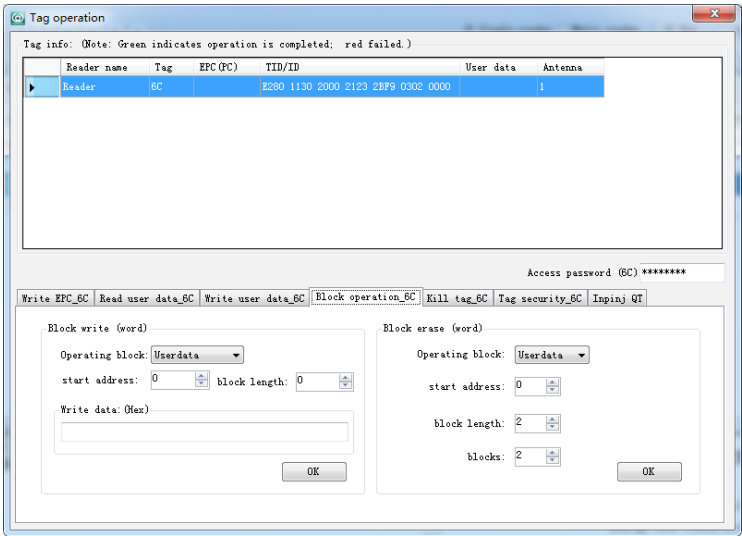 Tag operation
Tag info: (Note: Green indicates operation is completed; red failed.)
Reader name Tag EPC(PC) TID/ID User data Antenna
Reader 6C E280 1130 2000 2123 2BF9 0302 0000 1
Access password (6C) ********
Write EPC_6C Read user data_6C Write user data_6C Block operation_6C Kill tag_6C Tag security_6C Inpinj QT
Block write (word)
Operating block: Userdata
start address: 0 block length: 0
Write data:(Hex)
OK
Block erase (word)
Operating block: Userdata
start address: 0
block length: 2
blocks: 2
OK